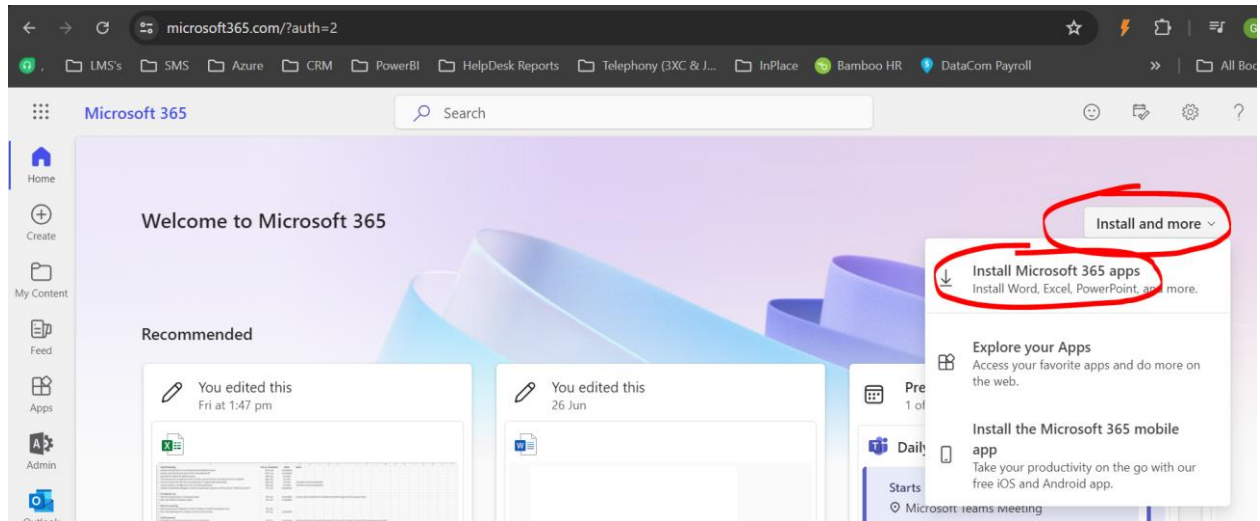 microsoft365.com/?auth=2
, LMS's SMS Azure CRM PowerBI HelpDesk Reports Telephony (3XC & J... InPlace Bamboo HR DataCom Payroll » All Boo
Microsoft 365
Search
?
Home
Create
My Content
Feed
Apps
Admin
Outlook
Welcome to Microsoft 365
Install and more
Install Microsoft 365 apps
Install Word, Excel, PowerPoint, and more.
Explore your Apps
Access your favorite apps and do more on
the web.
Install the Microsoft 365 mobile
app
Take your productivity on the go with our
free iOS and Android app.
Recommended
You edited this
Fri at 1:47 pm
You edited this
26 Jun
Pre
1 of
Daily
Starts
Microsoft Teams Meeting